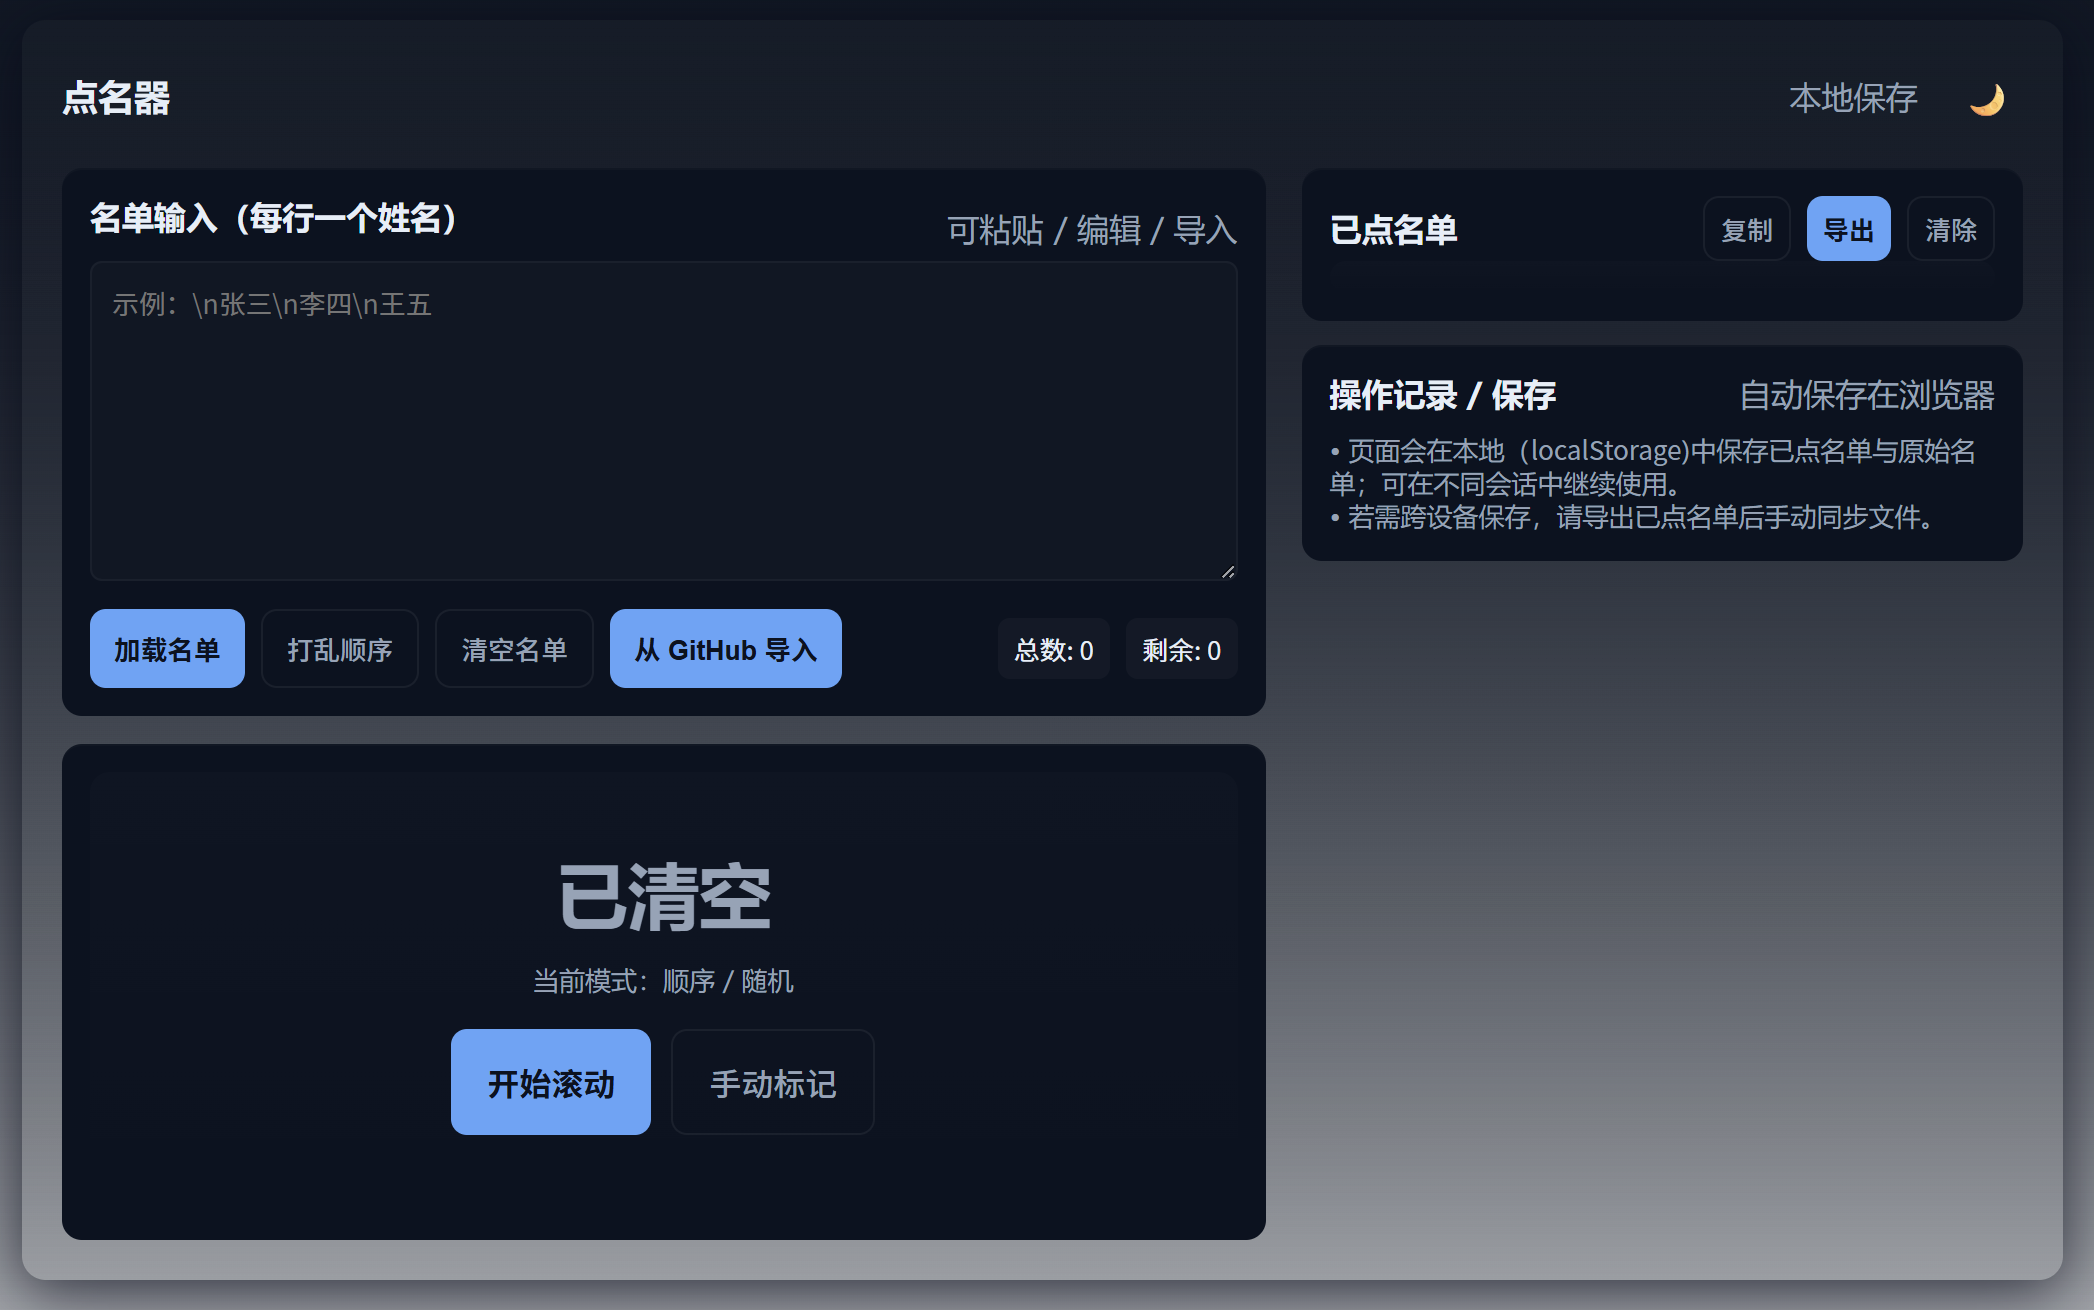 点名器
本地保存
名单输入（每行一个姓名）
可粘贴 / 编辑 / 导入
示例：\n张三\n李四\n王五
加载名单
打乱顺序
清空名单
从 GitHub 导入
总数: 0
剩余: 0
已清空
当前模式：顺序 / 随机
开始滚动
手动标记
已点名单
复制
导出
清除
操作记录 / 保存
自动保存在浏览器
• 页面会在本地（localStorage)中保存已点名单与原始名
单；可在不同会话中继续使用。
• 若需跨设备保存，请导出已点名单后手动同步文件。